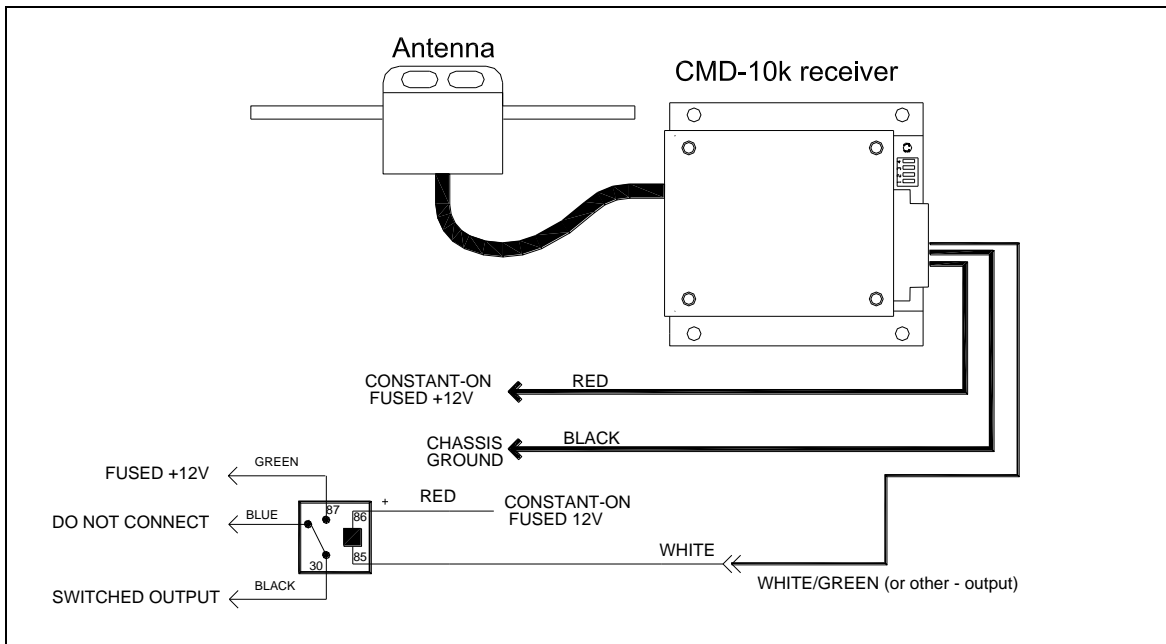 Antenna
CMD-10k receiver
CONSTANT-ON
FUSED +12V
RED
CHASSIS
GROUND
BLACK
FUSED +12V
GREEN
DO NOT CONNECT
BLUE
SWITCHED OUTPUT
BLACK
87
86
85
30
+
RED
CONSTANT-ON
FUSED 12V
WHITE
WHITE/GREEN (or other - output)